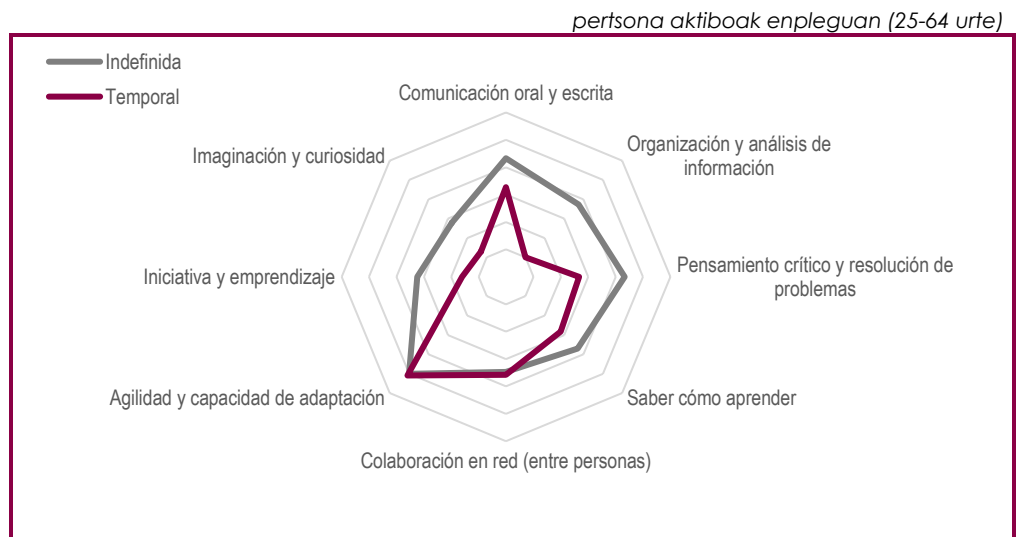 pertsona aktiboak enpleguan (25-64 urte)
Indefinida
Temporal
Comunicación oral y escrita
Organización y análisis de
información
Pensamiento crítico y resolución de
problemas
Saber cómo aprender
Colaboración en red (entre personas)
Agilidad y capacidad de adaptación
Iniciativa y emprendizaje
Imaginación y curiosidad